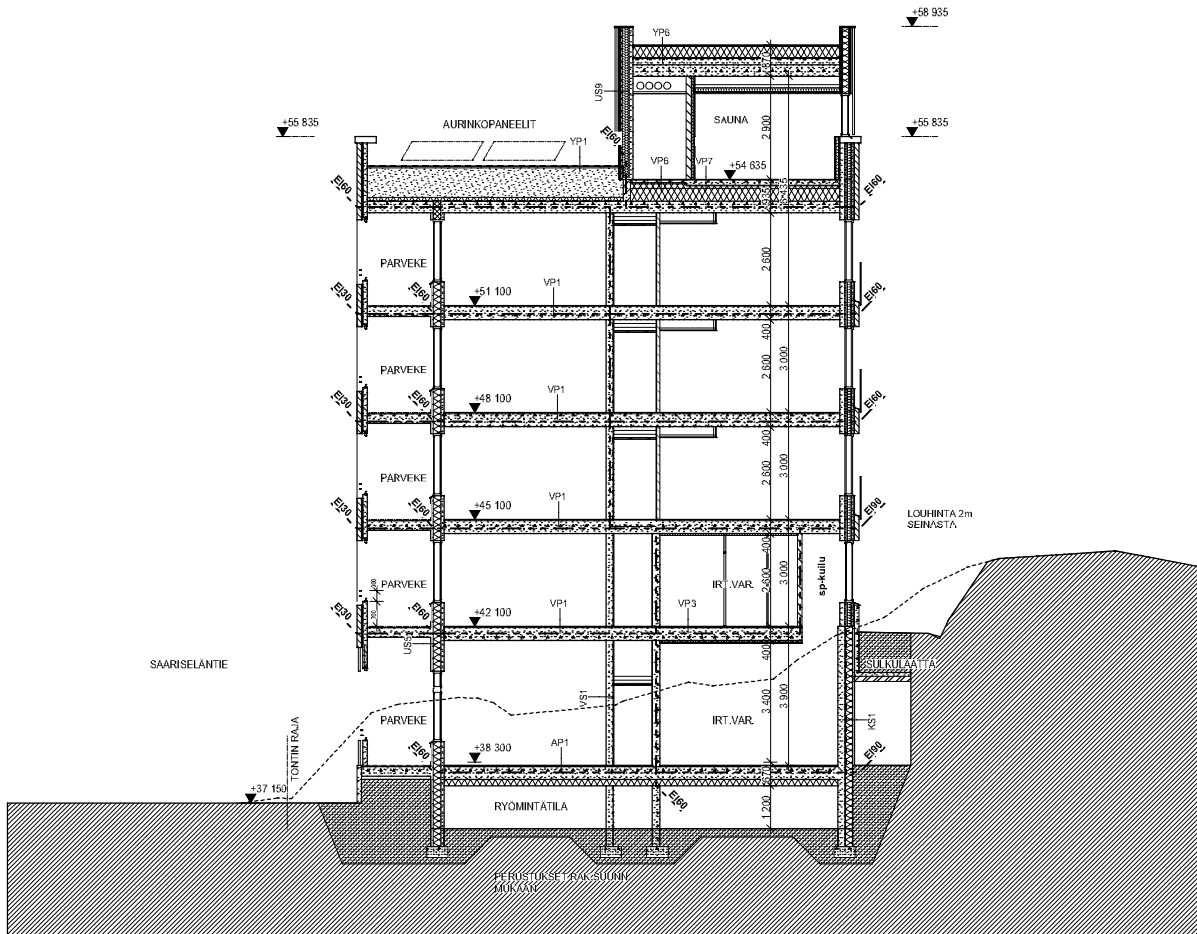 +58 935
YP6
870
US9
SAUNA
2 900
+55 835
AURINKOPANEELIT
+55 835
EI60
YP1
VP6
VP7
+54 635
EI60
EI60
935
PARVEKE
2 600
EI30
EI60
+51 100
VP1
EI60
400
PARVEKE
2 600
3 000
EI30
EI60
+48 100
VP1
EI60
400
PARVEKE
2 600
3 000
EI30
EI60
+45 100
VP1
EI90
LOUHINTA 2m
SEINÄSTÄ
400
PARVEKE
IRT.VAR.
2 600
3 000
sp-kuilu
EI30
700
EI60
+42 100
VP1
VP3
400
SAARISELÄNTIE
SULKULAATTA
VS1
3 400
3 900
PARVEKE
IRT.VAR.
KS1
TONTIN RAJA
EI60
+38 300
AP1
EI90
670
+37 150
RYÖMINTÄTILA
EI60
1 200
PERUSTUKSET RAK.SUUNN.
MUKAAN